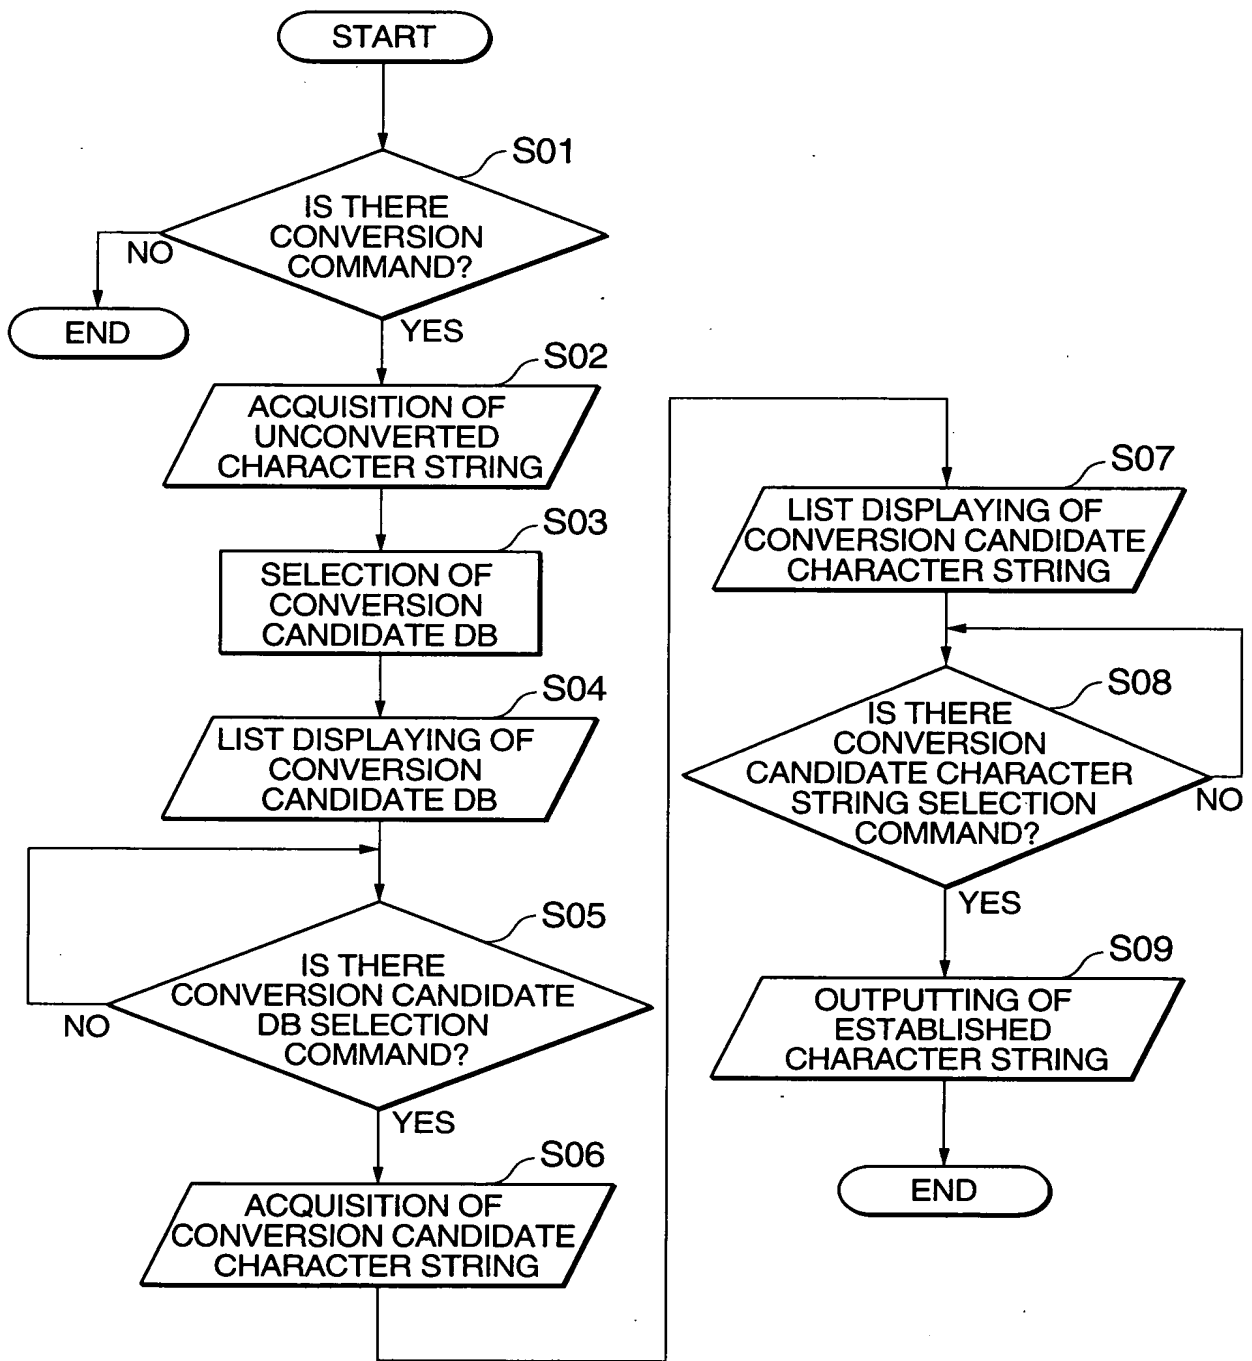 START
S01
IS THERE
CONVERSION
COMMAND?
NO
END
YES
S02
ACQUISITION OF
UNCONVERTED
CHARACTER STRING
S03
SELECTION OF
CONVERSION
CANDIDATE DB
S04
LIST DISPLAYING OF
CONVERSION
CANDIDATE DB
S05
IS THERE
CONVERSION CANDIDATE
DB SELECTION
COMMAND?
NO
YES
S06
ACQUISITION OF
CONVERSION CANDIDATE
CHARACTER STRING
S07
LIST DISPLAYING OF
CONVERSION CANDIDATE
CHARACTER STRING
S08
IS THERE
CONVERSION
CANDIDATE CHARACTER
STRING SELECTION
COMMAND?
NO
YES
S09
OUTPUTTING OF
ESTABLISHED
CHARACTER STRING
END